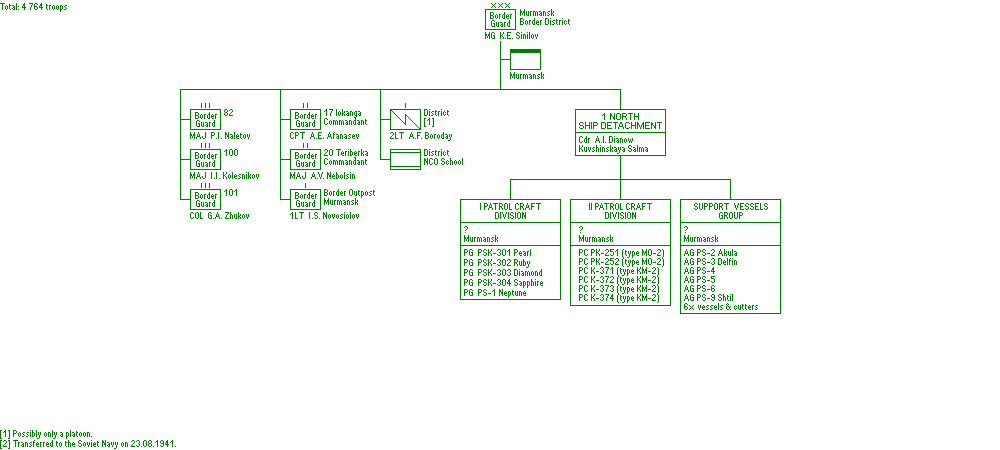 Total: 4 764 troops
XXX
Border
Guard
Murmansk
Border District
MG K.E. Sinilov
Murmansk
III
Border
Guard
82
MAJ P.I. Naletov
III
Border
Guard
100
MAJ I.I. Kolesnikov
III
Border
Guard
101
COL G.A. Zhukov
II
Border
Guard
17 Iokanga
Commandant
CPT A.E. Afanasev
II
Border
Guard
20 Teriberka
Commandant
MAJ A.V. Nebolsin
I
Border
Guard
Border Outpost
Murmansk
1LT I.S. Novosiolov
I
District
[1]
2LT A.F. Boroday
District
NCO School
1 NORTH
SHIP DETACHMENT
Cdr A.I. Dianow
Kuvshinskaya Salma
I PATROL CRAFT
DIVISION
?
Murmansk
PG PSK-301 Pearl
PG PSK-302 Ruby
PG PSK-303 Diamond
PG PSK-304 Sapphire
PG PS-1 Neptune
II PATROL CRAFT
DIVISION
?
Murmansk
PC PK-251 (type MO-2)
PC PK-252 (type MO-2)
PC K-371 (type KM-2)
PC K-372 (type KM-2)
PC K-373 (type KM-2)
PC K-374 (type KM-2)
SUPPORT VESSELS
GROUP
?
Murmansk
AG PS-2 Akula
AG PS-3 Delfin
AG PS-4
AG PS-5
AG PS-6
AG PS-9 Shtil
6x vessels & cutters
[1] Possibly only a platoon.
[2] Transferred to the Soviet Navy on 23.08.1941.